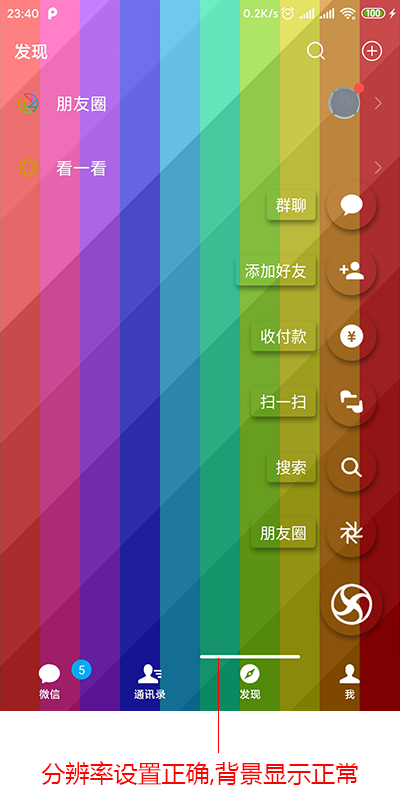 23:40 0.2K/s 100
发现
朋友圈
看一看
群聊
添加好友
收付款
扫一扫
搜索
朋友圈
5
微信 通讯录 发现 我
分辨率设置正确,背景显示正常